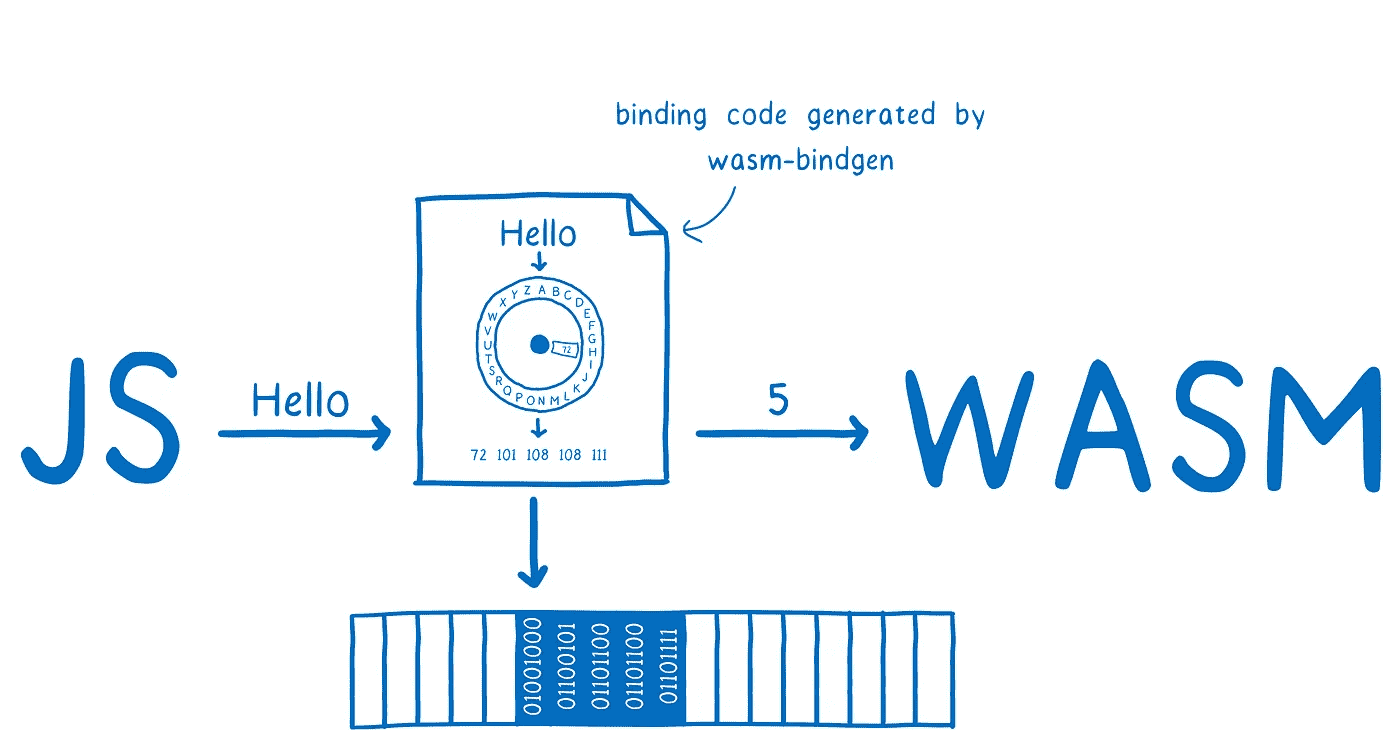 binding code generated by
wasm-bindgen
Hello
A B C D E F G H I J K L M N O P Q R S T U V W X Y Z
72
72 101 108 108 111
JS
Hello
5
WASM
01001000
01100101
01101100
01101100
01101111